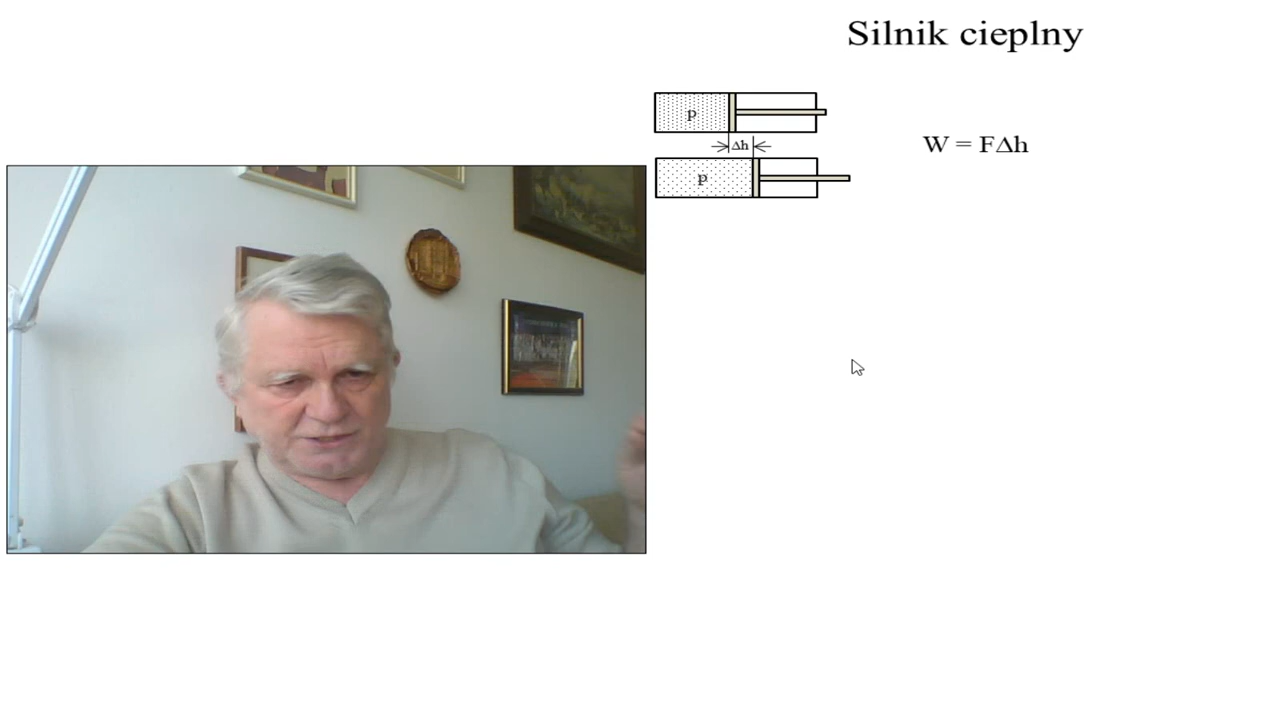 Silnik cieplny
p
Δh
W = FΔh
p